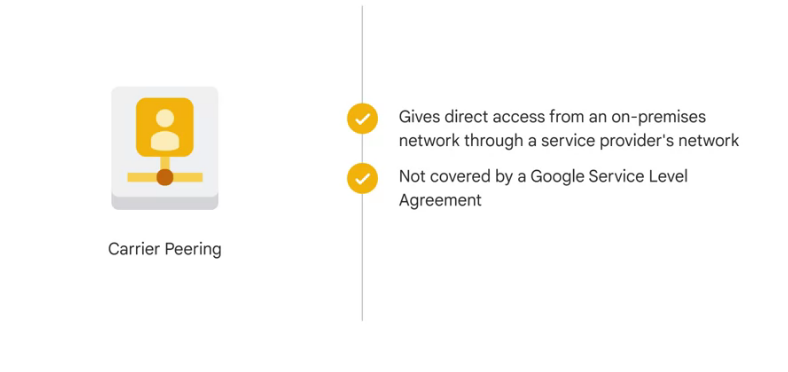 Gives direct access from an on-premises
network through a service provider's network
Not covered by a Google Service Level
Agreement
Carrier Peering